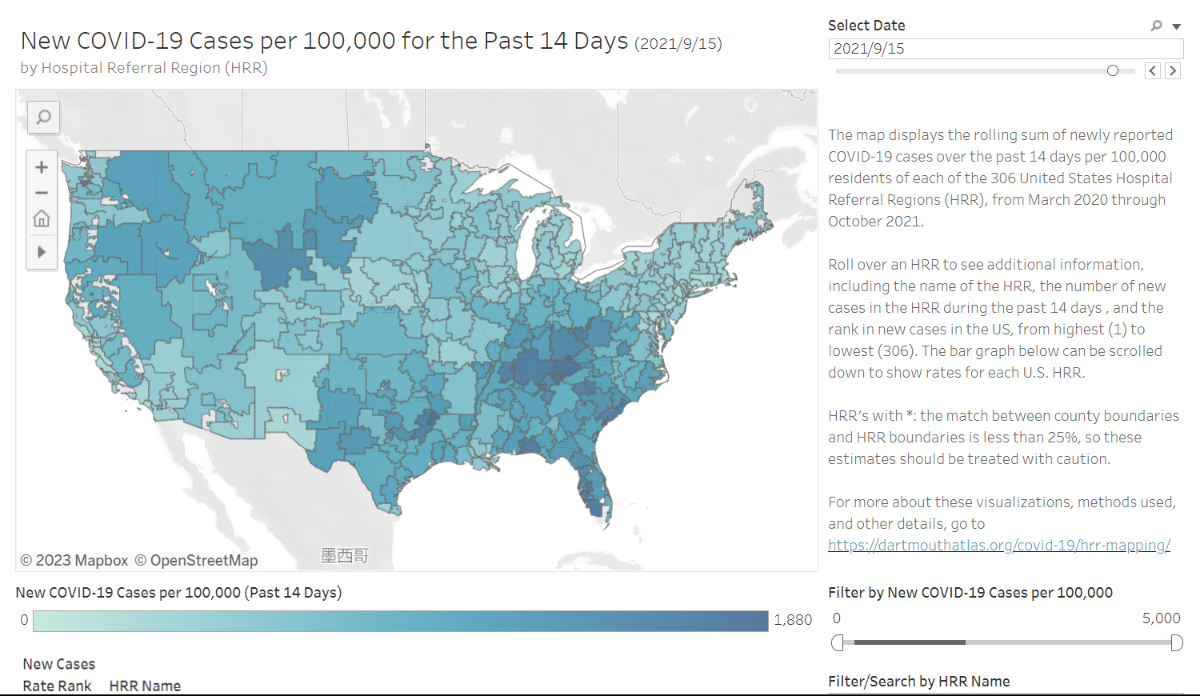 New COVID-19 Cases per 100,000 for the Past 14 Days (2021/9/15)
by Hospital Referral Region (HRR)
© 2023 Mapbox © OpenStreetMap
墨西哥
New COVID-19 Cases per 100,000 (Past 14 Days)
0
1,880
New Cases
Rate Rank HRR Name
Select Date
2021/9/15
The map displays the rolling sum of newly reported
COVID-19 cases over the past 14 days per 100,000
residents of each of the 306 United States Hospital
Referral Regions (HRR), from March 2020 through
October 2021.
Roll over an HRR to see additional information,
including the name of the HRR, the number of new
cases in the HRR during the past 14 days , and the
rank in new cases in the US, from highest (1) to
lowest (306). The bar graph below can be scrolled
down to show rates for each U.S. HRR.
HRR's with *: the match between county boundaries
and HRR boundaries is less than 25%, so these
estimates should be treated with caution.
For more about these visualizations, methods used,
and other details, go to
https://dartmouthatlas.org/covid-19/hrr-mapping/
Filter by New COVID-19 Cases per 100,000
0
5,000
Filter/Search by HRR Name